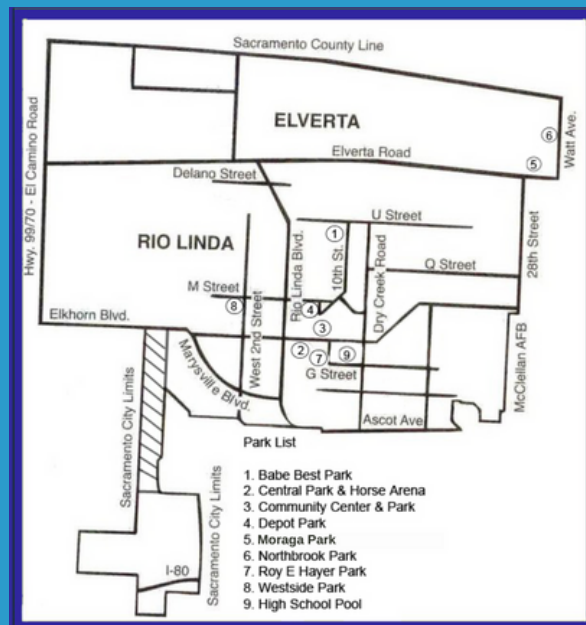 Sacramento County Line
ELVERTA
6
Watt Ave.
Elverta Road
5
Hwy. 99/70 - El Camino Road
Delano Street
U Street
28th Street
RIO LINDA
1
Rio Linda Blvd.
10th St.
Dry Creek Road
Q Street
M Street
8
4
Elkhorn Blvd.
West 2nd Street
3
2
7
9
G Street
McClellan AFB
Marysville Blvd.
Ascot Ave
Sacramento City Limits
Park List
1. Babe Best Park
2. Central Park & Horse Arena
3. Community Center & Park
4. Depot Park
5. Moraga Park
6. Northbrook Park
7. Roy E Hayer Park
8. Westside Park
9. High School Pool
Sacramento City Limits
I-80